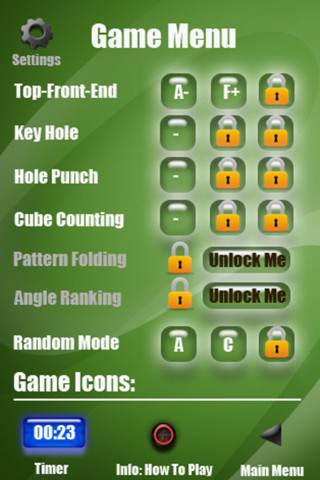 Game Menu
Settings
Top-Front-End A- F+
Key Hole -
Hole Punch -
Cube Counting -
Pattern Folding Unlock Me
Angle Ranking Unlock Me
Random Mode A C
Game Icons:
00:23
Timer Info: How To Play Main Menu